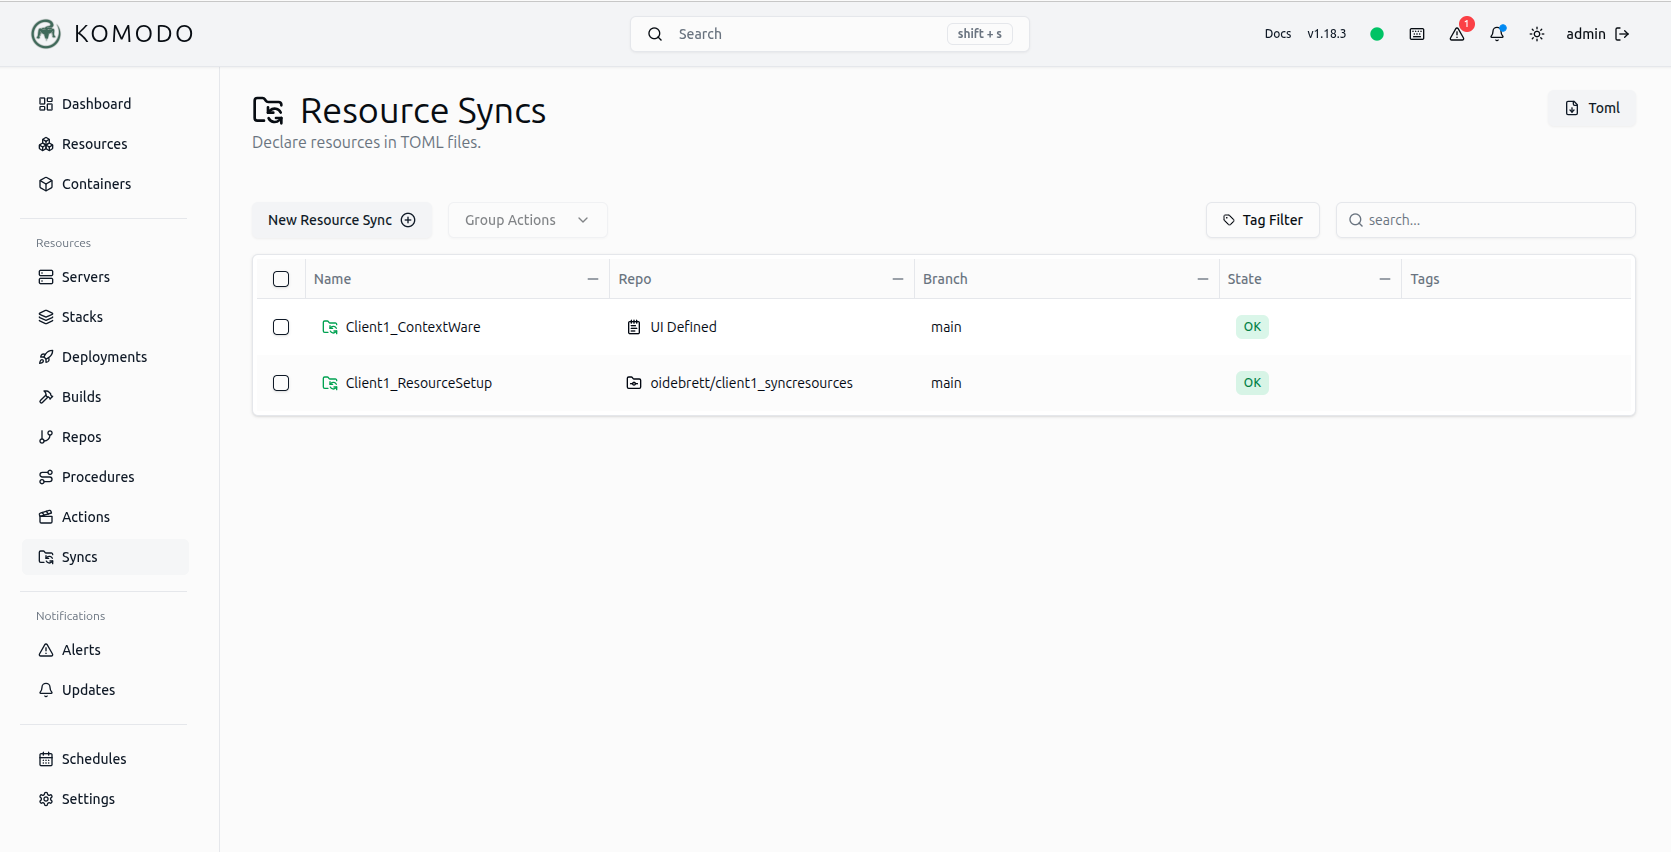 KOMODO
Search
shift + s
Docs
v1.18.3
1
admin
Dashboard
Resources
Containers
Resources
Servers
Stacks
Deployments
Builds
Repos
Procedures
Actions
Syncs
Notifications
Alerts
Updates
Schedules
Settings
Resource Syncs
Declare resources in TOML files.
Toml
New Resource Sync
Group Actions
Tag Filter
search...
Name Repo Branch State Tags
Client1_ContextWare UI Defined main OK
Client1_ResourceSetup oidebrett/client1_syncresources main OK